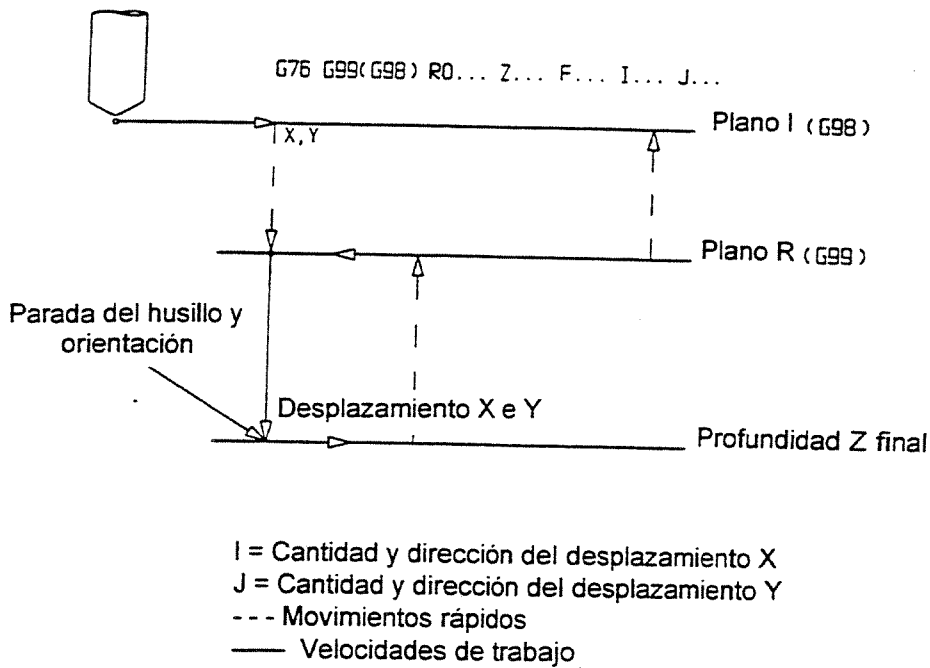 G76 G99(G98) R0... Z... F... I... J...
Plano I (G98)
X,Y
Plano R (G99)
Parada del husillo y
orientación
Desplazamiento X e Y
Profundidad Z final
I = Cantidad y dirección del desplazamiento X
J = Cantidad y dirección del desplazamiento Y
--- Movimientos rápidos
— Velocidades de trabajo